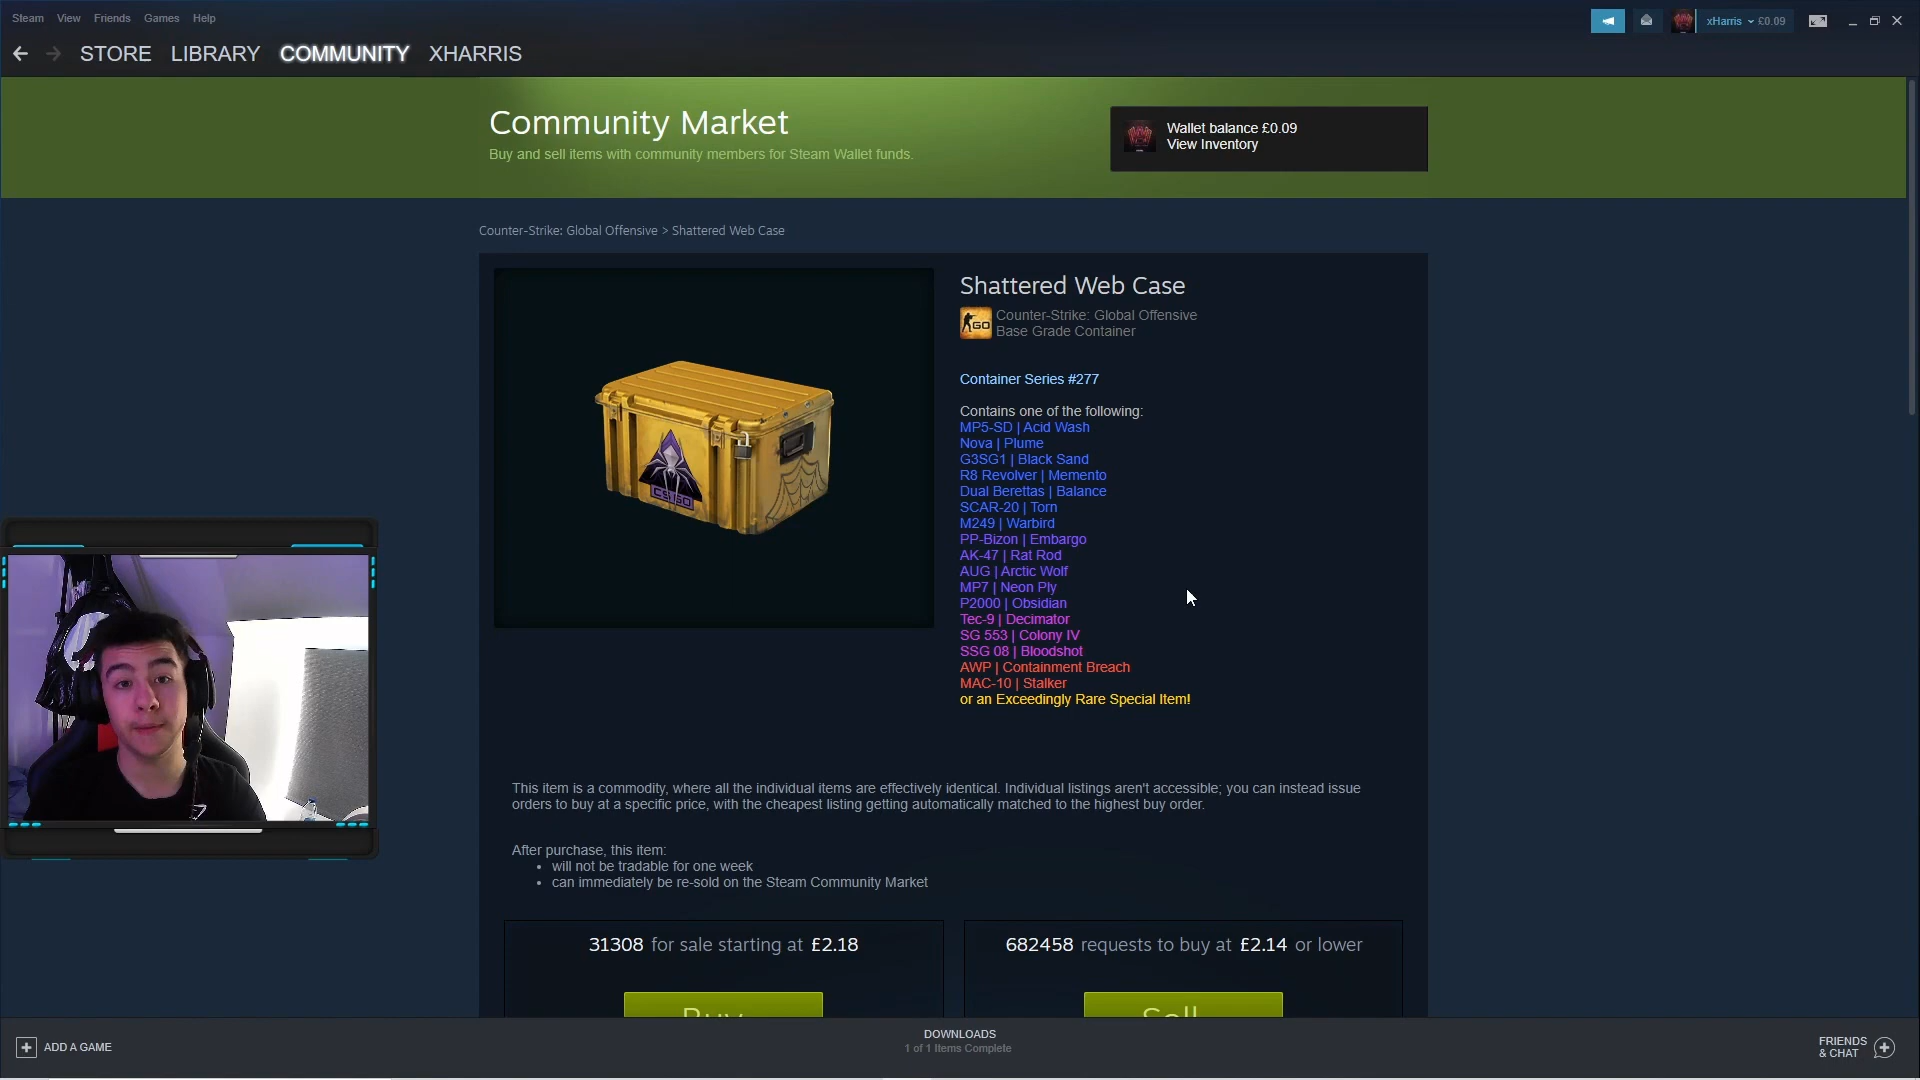 Steam View Friends Games Help
xHarris £0.09
STORE LIBRARY COMMUNITY XHARRIS
Community Market
Buy and sell items with community members for Steam Wallet funds.
Wallet balance £0.09
View Inventory
Counter-Strike: Global Offensive > Shattered Web Case
CS:GO
Shattered Web Case
GO
Counter-Strike: Global Offensive
Base Grade Container
Container Series #277
Contains one of the following:
MP5-SD | Acid Wash
Nova | Plume
G3SG1 | Black Sand
R8 Revolver | Memento
Dual Berettas | Balance
SCAR-20 | Torn
M249 | Warbird
PP-Bizon | Embargo
AK-47 | Rat Rod
AUG | Arctic Wolf
MP7 | Neon Ply
P2000 | Obsidian
Tec-9 | Decimator
SG 553 | Colony IV
SSG 08 | Bloodshot
AWP | Containment Breach
MAC-10 | Stalker
or an Exceedingly Rare Special Item!
This item is a commodity, where all the individual items are effectively identical. Individual listings aren't accessible; you can instead issue
orders to buy at a specific price, with the cheapest listing getting automatically matched to the highest buy order.
After purchase, this item:
• will not be tradable for one week
• can immediately be re-sold on the Steam Community Market
31308 for sale starting at £2.18
682458 requests to buy at £2.14 or lower
Buy
Sell
ADD A GAME
DOWNLOADS
1 of 1 Items Complete
FRIENDS
& CHAT